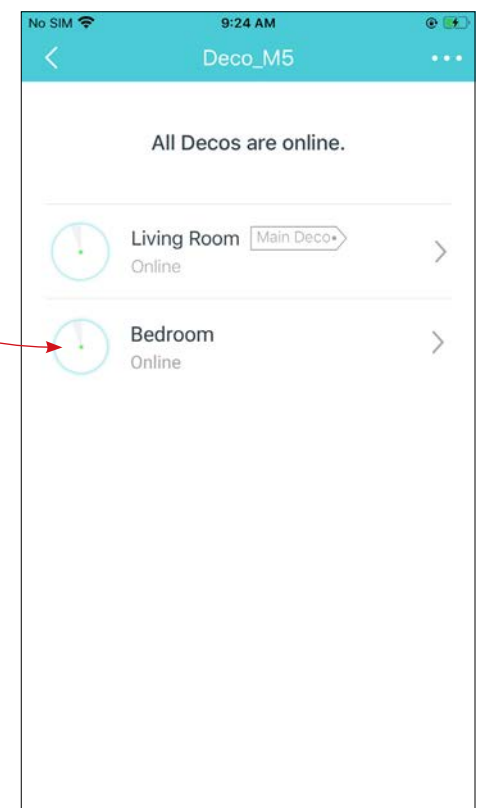 No SIM 9:24 AM
Deco_M5
All Decos are online.
Living Room Main Deco
Online
Bedroom
Online